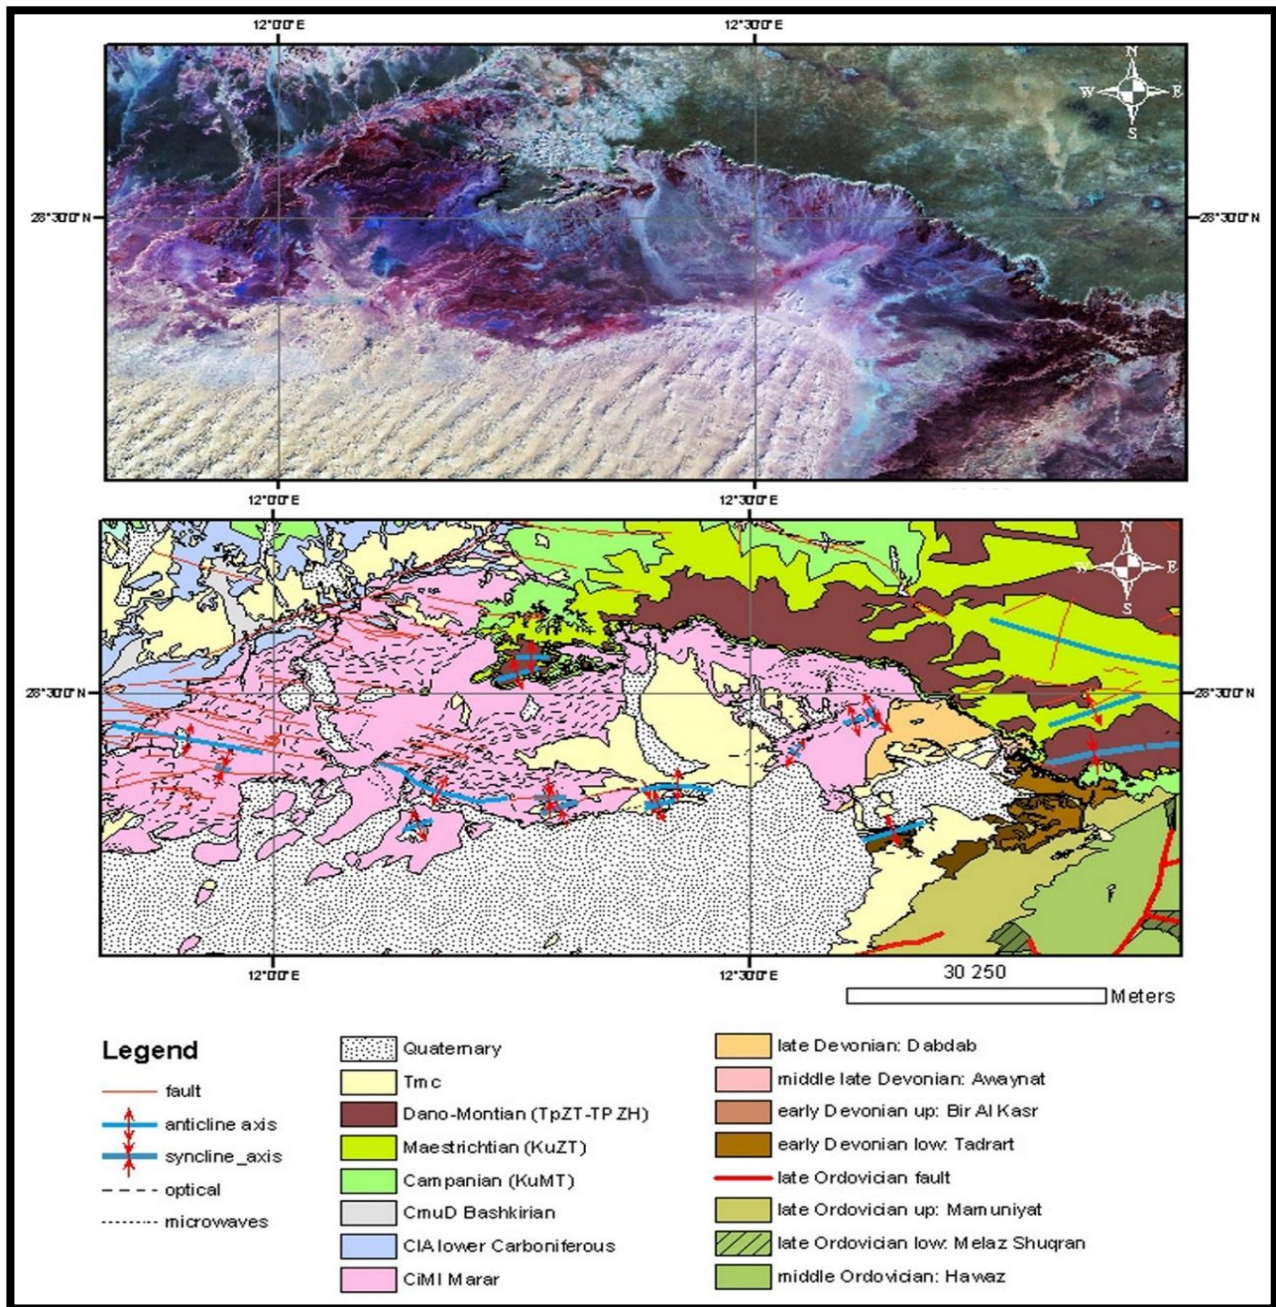 12°0'0"E 12°30'0"E
N
W E
S
28°30'0"N 28°30'0"N
12°0'0"E 12°30'0"E
N
W E
S
28°30'0"N 28°30'0"N
12°0'0"E 12°30'0"E
30 250
Meters
Legend
fault
anticline axis
syncline_axis
optical
microwaves
Quaternary
Tmc
Dano-Montian (TpZT-TPZH)
Maestrichtian (KuZT)
Campanian (KuMT)
CmuD Bashkirian
ClA lower Carboniferous
CiMl Marar
late Devonian: Dabdab
middle late Devonian: Awaynat
early Devonian up: Bir Al Kasr
early Devonian low: Tadrart
late Ordovician fault
late Ordovician up: Mamuniyat
late Ordovician low: Melaz Shuqran
middle Ordovician: Hawaz